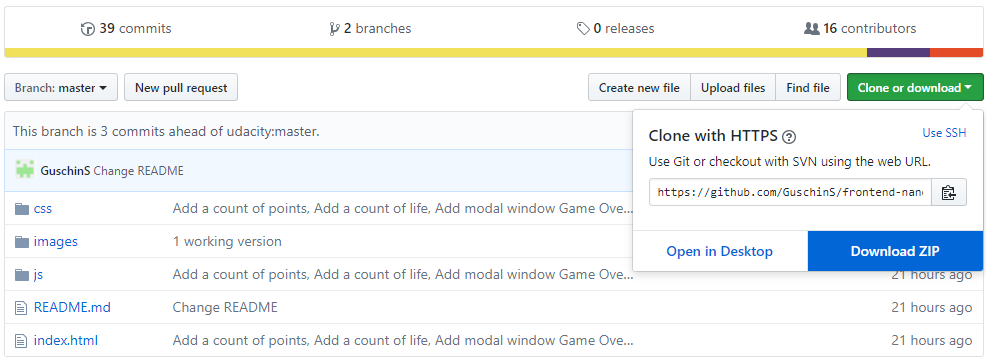 39 commits 2 branches 0 releases 16 contributors
Branch: master New pull request Create new file Upload files Find file Clone or download
This branch is 3 commits ahead of udacity:master.
Clone with HTTPS ? Use SSH
Use Git or checkout with SVN using the web URL.
GuschinS Change README
https://github.com/GuschinS/frontend-nan
css Add a count of points, Add a count of life, Add modal window Game Ove...
images 1 working version
Open in Desktop Download ZIP
js Add a count of points, Add a count of life, Add modal window Game Ove... 21 hours ago
README.md Change README 21 hours ago
index.html Add a count of points, Add a count of life, Add modal window Game Ove... 21 hours ago